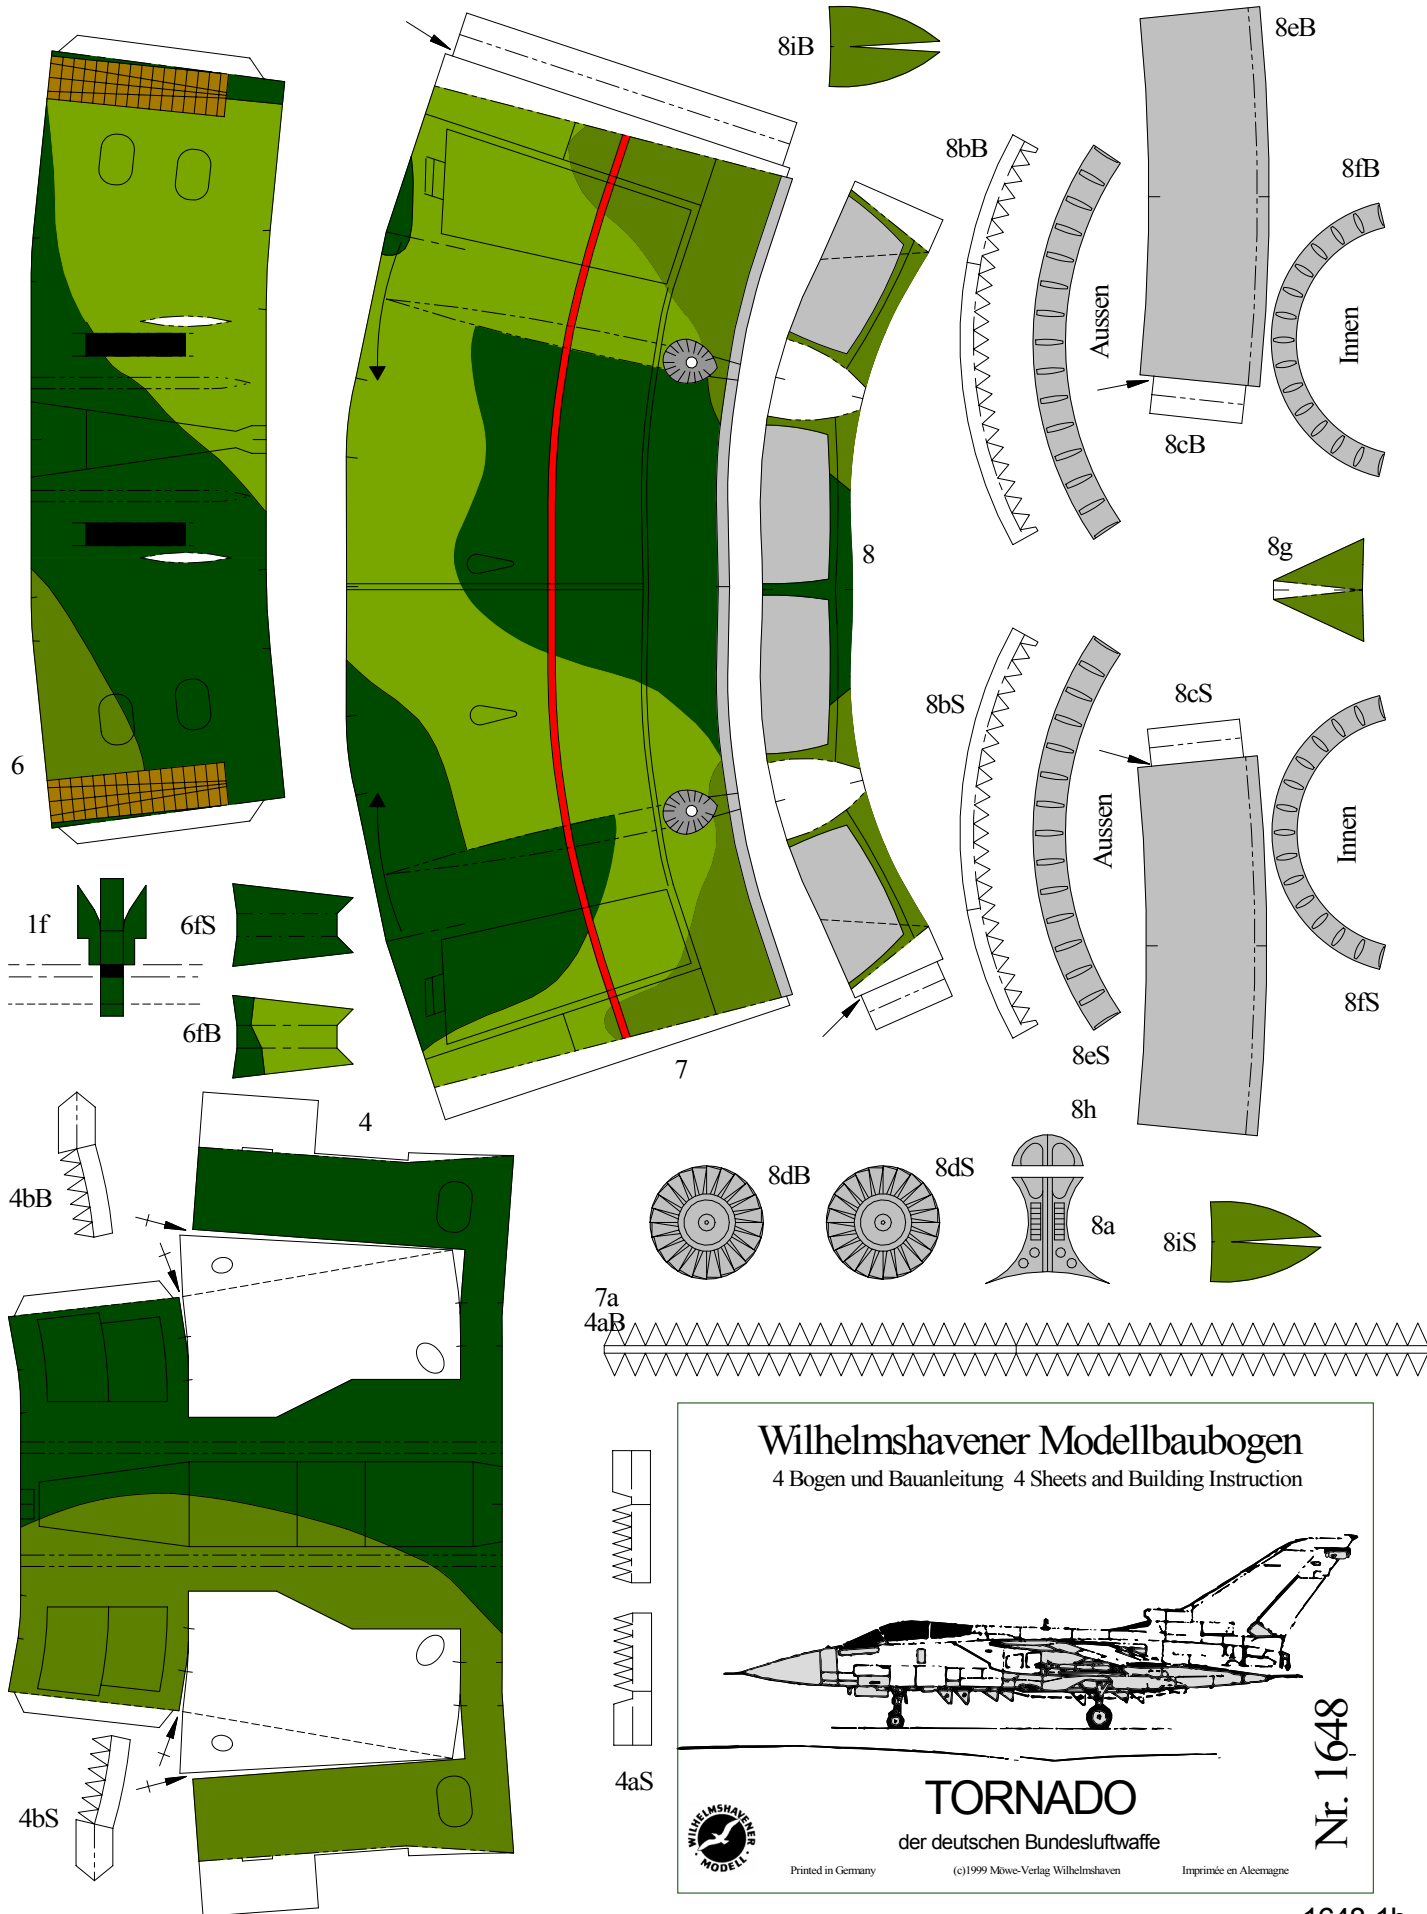 8iB
8eB
8bB
8fB
Aussen
Innen
8cB
8
8g
6
8bS
8cS
Aussen
Innen
1f
6fS
6fB
8eS
8fS
7
4
8h
4bB
8dB
8dS
8a
8iS
7a
4aB
4bS
4aS
Wilhelmshavener Modellbaubogen
4 Bogen und Bauanleitung 4 Sheets and Building Instruction
Nr. 1648
TORNADO
der deutschen Bundesluftwaffe
WILHELMSHAVENER
MODELL
Printed in Germany (c)1999 Möwe-Verlag Wilhelmshaven Imprimée en Aleemagne